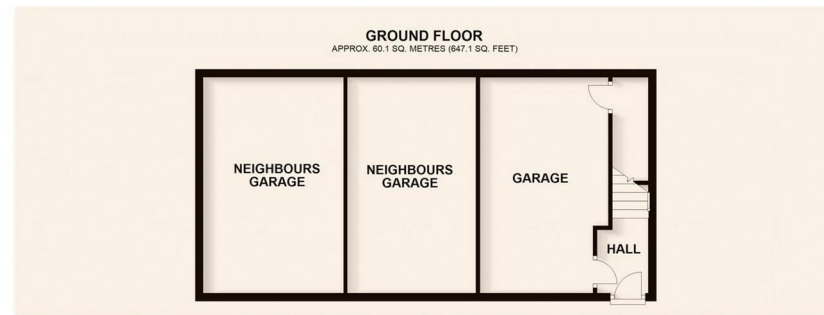 GROUND FLOOR
APPROX. 60.1 SQ. METRES (647.1 SQ. FEET)
NEIGHBOURS
GARAGE
NEIGHBOURS
GARAGE
GARAGE
HALL